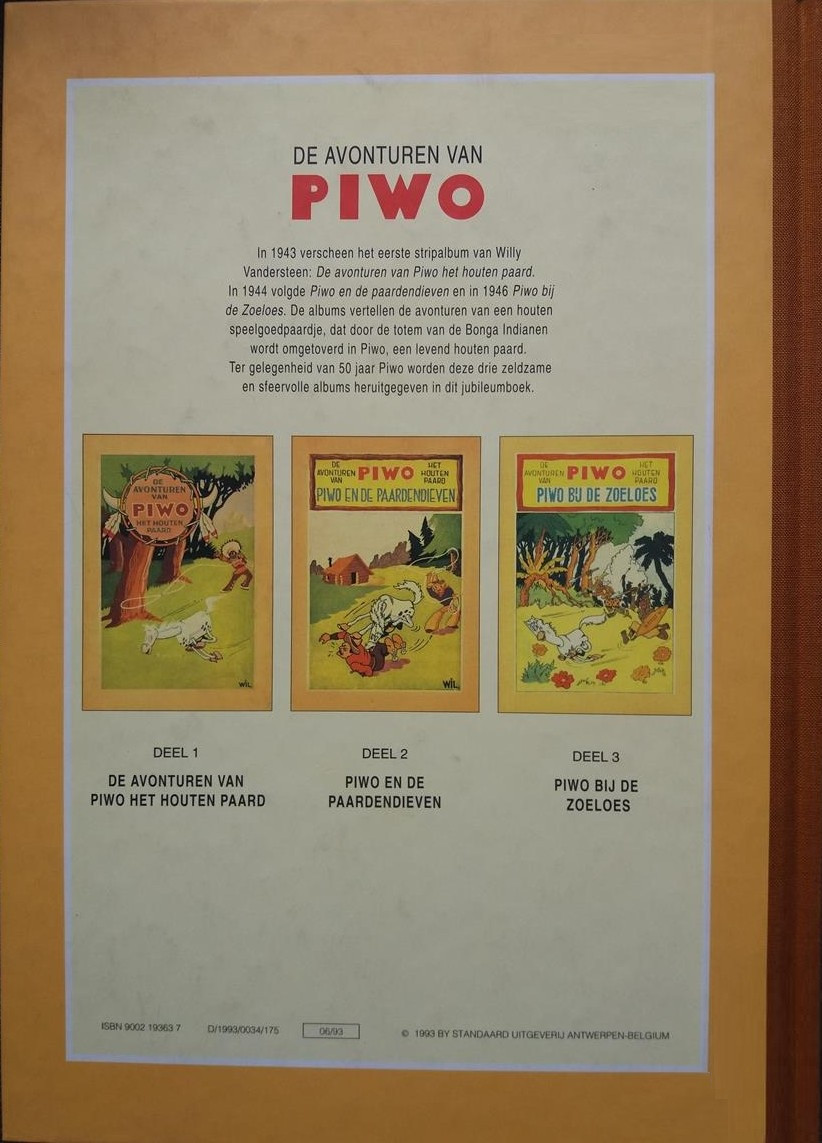 DE AVONTUREN VAN
PIWO
In 1943 verscheen het eerste stripalbum van Willy
Vandersteen: De avonturen van Piwo het houten paard.
In 1944 volgde Piwo en de paardendieven en in 1946 Piwo bij
de Zoeloes. De albums vertellen de avonturen van een houten
speelgoedpaardje, dat door de totem van de Bonga Indianen
wordt omgetoverd in Piwo, een levend houten paard.
Ter gelegenheid van 50 jaar Piwo worden deze drie zeldzame
en sfeervolle albums heruitgegeven in dit jubileumboek.
DE
AVONTUREN
VAN
PIWO
HET HOUTEN
PAARD
WIL
DE
AVONTUREN
VAN
PIWO
HET
HOUTEN
PAARD
PIWO EN DE PAARDENDIEVEN
WIL
DE
AVONTUREN
VAN
PIWO
HET
HOUTEN
PAARD
PIWO BIJ DE ZOELOES
DEEL 1
DE AVONTUREN VAN
PIWO HET HOUTEN PAARD
DEEL 2
PIWO EN DE
PAARDENDIEVEN
DEEL 3
PIWO BIJ DE
ZOELOES
ISBN 9002 19363 7 D/1993/0034/175 06/93 © 1993 BY STANDAARD UITGEVERIJ ANTWERPEN-BELGIUM